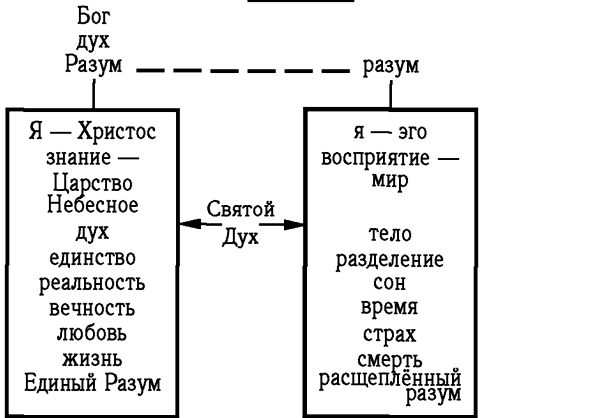 Бог
дух
Разум
разум
Я — Христос
знание —
Царство
Небесное
дух
единство
реальность
вечность
любовь
жизнь
Единый Разум
Святой
Дух
я — эго
восприятие —
мир
тело
разделение
сон
время
страх
смерть
расщеплённый
разум